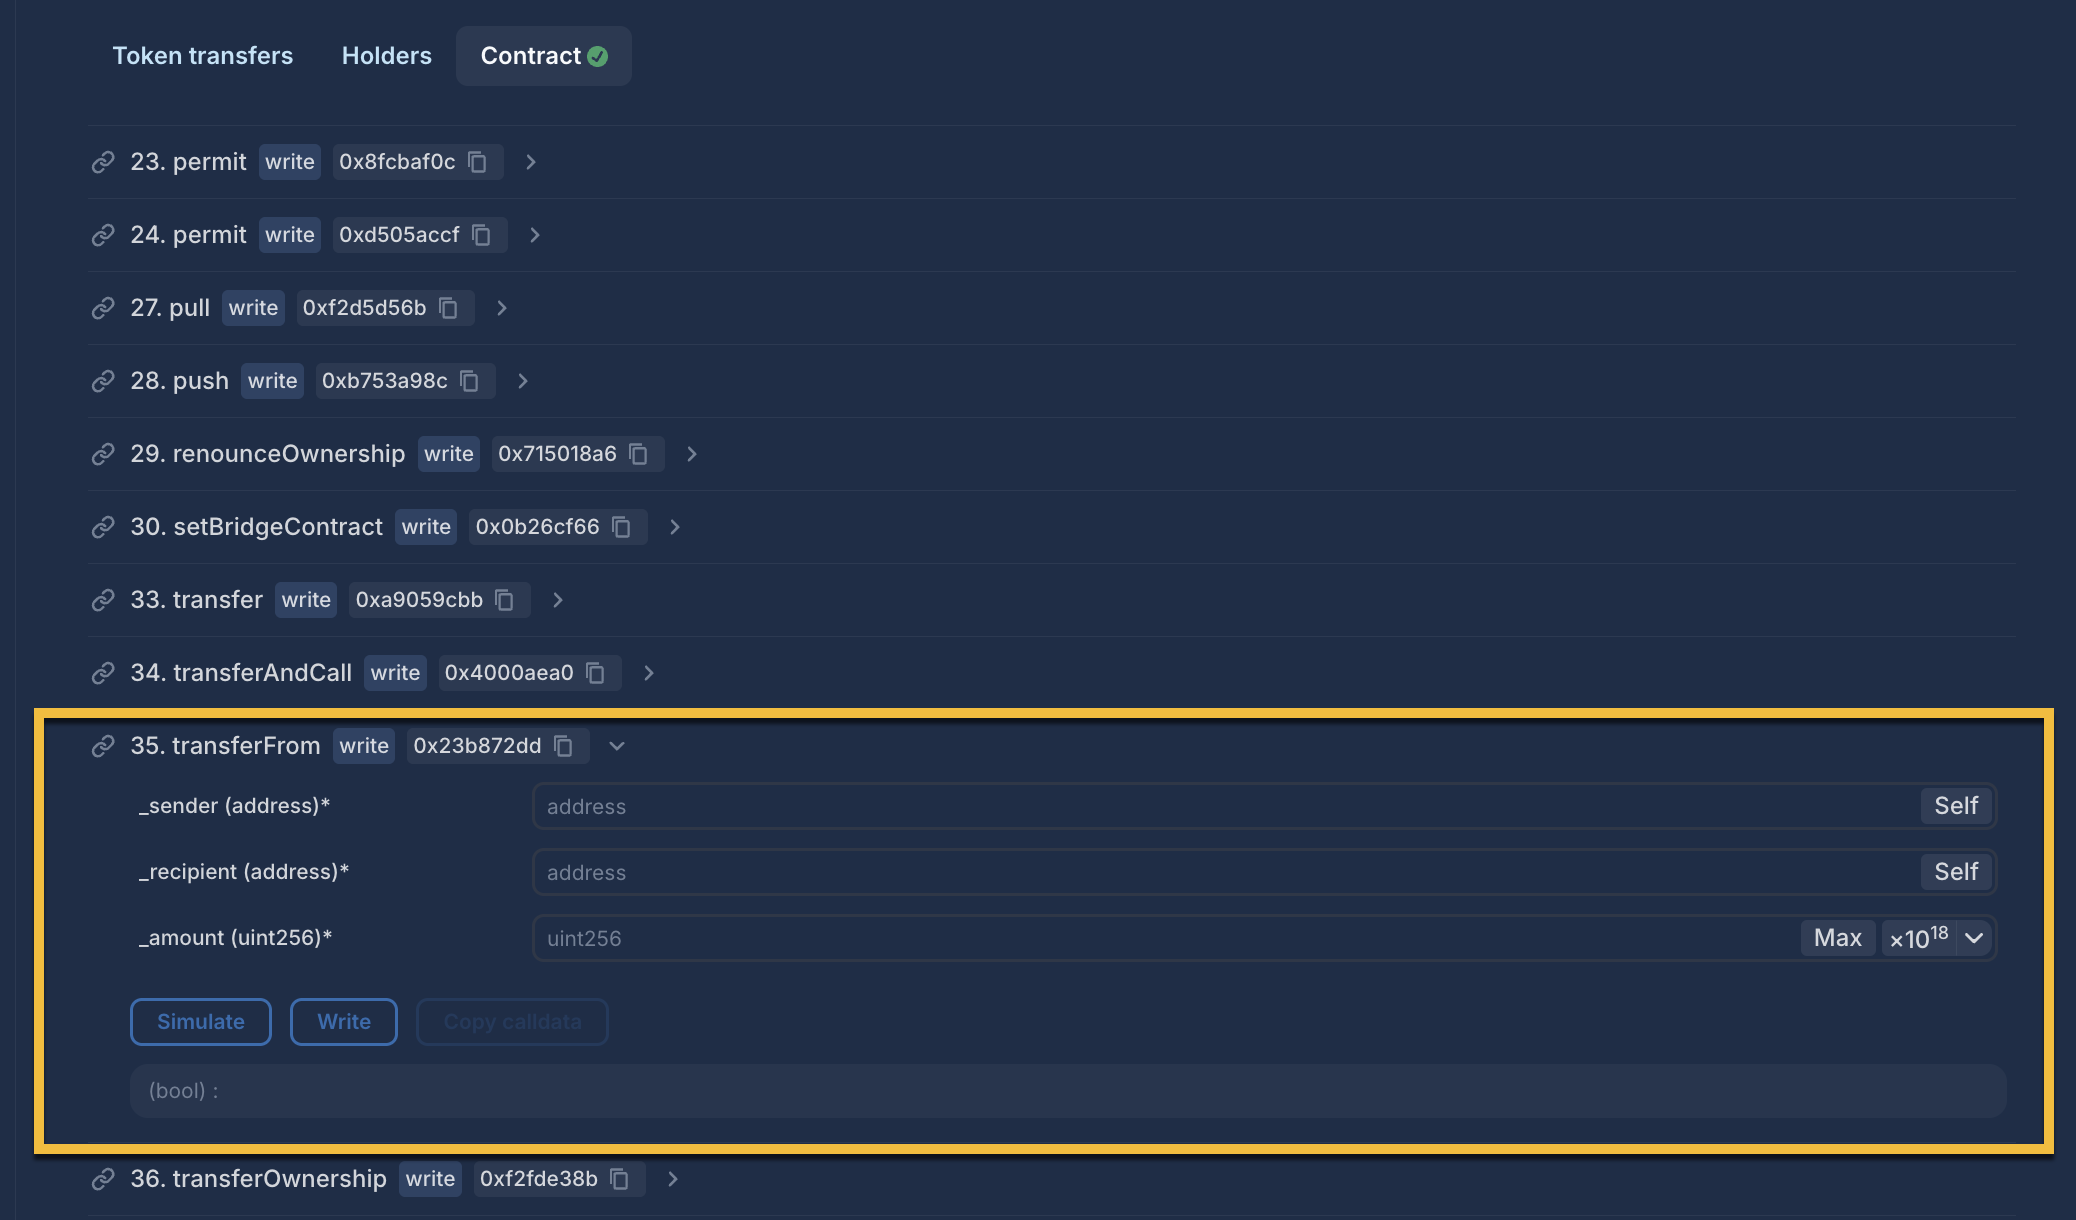 Token transfers Holders Contract
23. permit write 0x8fcbaf0c
24. permit write 0xd505accf
27. pull write 0xf2d5d56b
28. push write 0xb753a98c
29. renounceOwnership write 0x715018a6
30. setBridgeContract write 0x0b26cf66
33. transfer write 0xa9059cbb
34. transferAndCall write 0x4000aea0
35. transferFrom write 0x23b872dd
_sender (address)* address Self
_recipient (address)* address Self
_amount (uint256)* uint256 Max ×10¹⁸
Simulate Write Copy calldata
(bool) :
36. transferOwnership write 0xf2fde38b